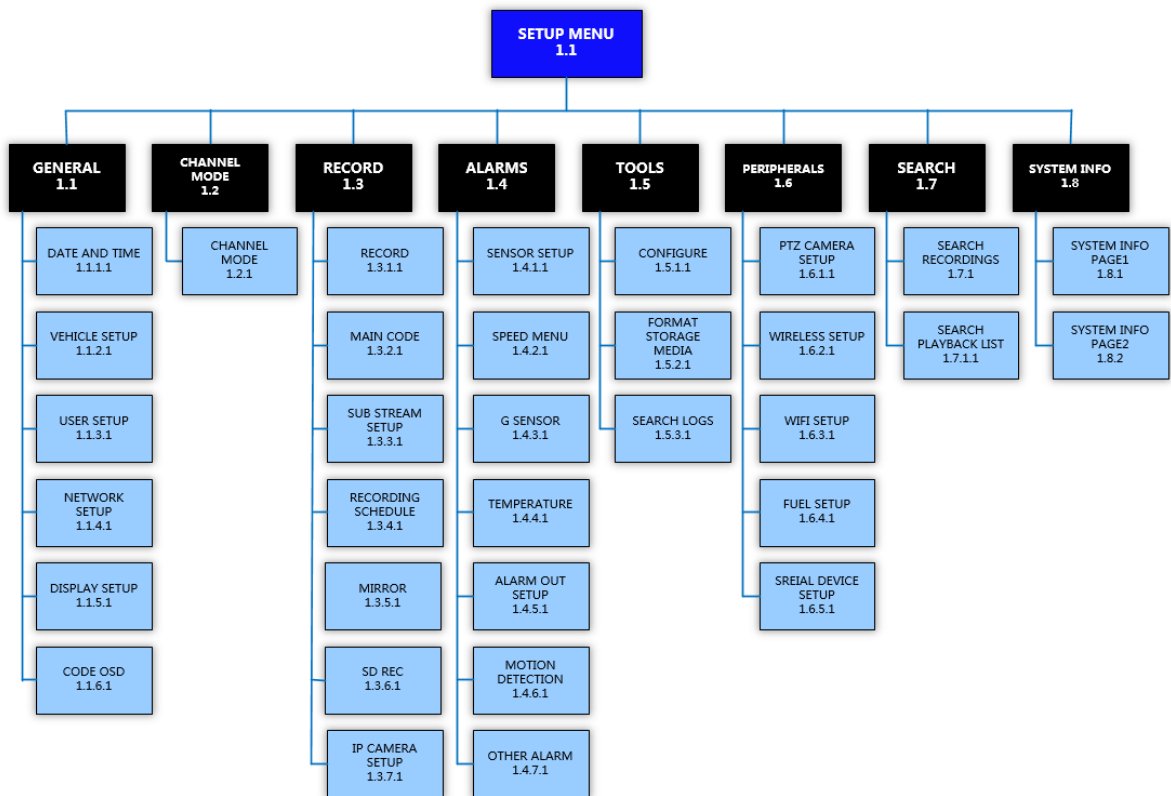 SETUP MENU
1.1
GENERAL
1.1
CHANNEL
MODE
1.2
RECORD
1.3
ALARMS
1.4
TOOLS
1.5
PERIPHERALS
1.6
SEARCH
1.7
SYSTEM INFO
1.8
DATE AND TIME
1.1.1.1
VEHICLE SETUP
1.1.2.1
USER SETUP
1.1.3.1
NETWORK
SETUP
1.1.4.1
DISPLAY SETUP
1.1.5.1
CODE OSD
1.1.6.1
CHANNEL
MODE
1.2.1
RECORD
1.3.1.1
MAIN CODE
1.3.2.1
SUB STREAM
SETUP
1.3.3.1
RECORDING
SCHEDULE
1.3.4.1
MIRROR
1.3.5.1
SD REC
1.3.6.1
IP CAMERA
SETUP
1.3.7.1
SENSOR SETUP
1.4.1.1
SPEED MENU
1.4.2.1
G SENSOR
1.4.3.1
TEMPERATURE
1.4.4.1
ALARM OUT
SETUP
1.4.5.1
MOTION
DETECTION
1.4.6.1
OTHER ALARM
1.4.7.1
CONFIGURE
1.5.1.1
FORMAT
STORAGE
MEDIA
1.5.2.1
SEARCH LOGS
1.5.3.1
PTZ CAMERA
SETUP
1.6.1.1
WIRELESS SETUP
1.6.2.1
WIFI SETUP
1.6.3.1
FUEL SETUP
1.6.4.1
SREIAL DEVICE
SETUP
1.6.5.1
SEARCH
RECORDINGS
1.7.1
SEARCH
PLAYBACK LIST
1.7.1.1
SYSTEM INFO
PAGE1
1.8.1
SYSTEM INFO
PAGE2
1.8.2